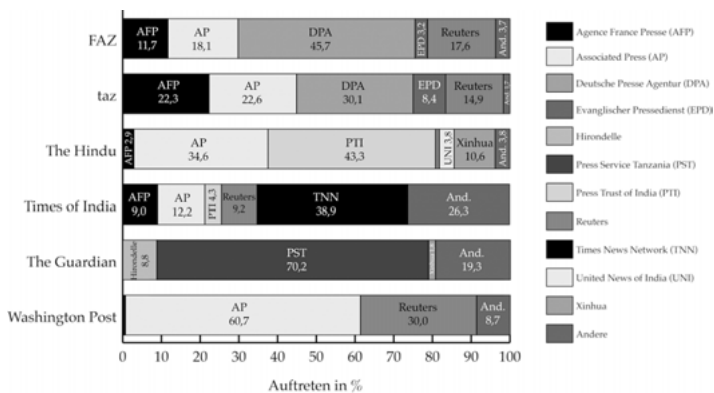 FAZ
AFP
11,7
AP
18,1
DPA
45,7
EPD 3,2
Reuters
17,6
And. 3,7
taz
AFP
22,3
AP
22,6
DPA
30,1
EPD
8,4
Reuters
14,9
The Hindu
AFP 2,9
AP
34,6
PTI
43,3
UNI 3,8
Xinhua
10,6
And. 3,8
Times of India
AFP
9,0
AP
12,2
PTI 4,3
Reuters
9,2
TNN
38,9
And.
26,3
The Guardian
Hirondelle
8,8
PST
70,2
And.
19,3
Washington Post
AP
60,7
Reuters
30,0
And.
8,7
0 10 20 30 40 50 60 70 80 90 100
Auftreten in %
Agence France Presse (AFP)
Associated Press (AP)
Deutsche Presse Agentur (DPA)
Evanglischer Pressedienst (EPD)
Hirondelle
Press Service Tanzania (PST)
Press Trust of India (PTI)
Reuters
Times News Network (TNN)
United News of India (UNI)
Xinhua
Andere